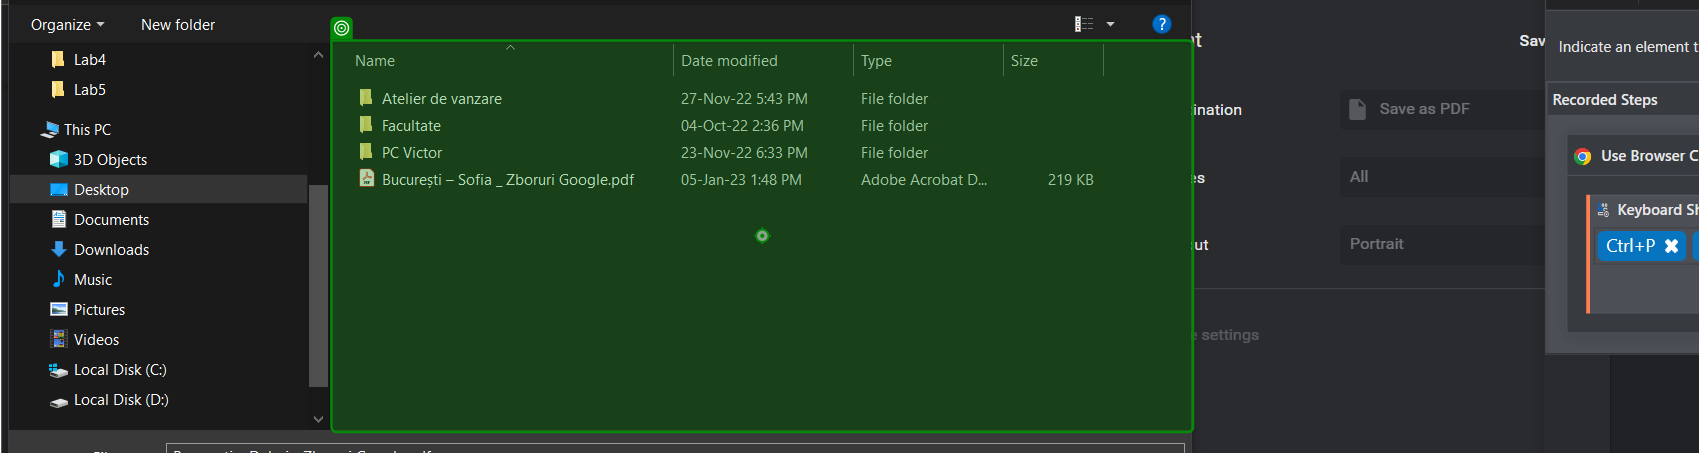 Organize
New folder
?
Save
Indicate an element t
Name
Date modified
Type
Size
Lab4
Lab5
This PC
3D Objects
Desktop
Documents
Downloads
Music
Pictures
Videos
Local Disk (C:)
Local Disk (D:)
Atelier de vanzare 27-Nov-22 5:43 PM File folder
Facultate 04-Oct-22 2:36 PM File folder
PC Victor 23-Nov-22 6:33 PM File folder
București – Sofia _ Zboruri Google.pdf 05-Jan-23 1:48 PM Adobe Acrobat D... 219 KB
ination
Save as PDF
es
All
ut
Portrait
settings
Recorded Steps
Use Browser C
Keyboard Sh
Ctrl+P